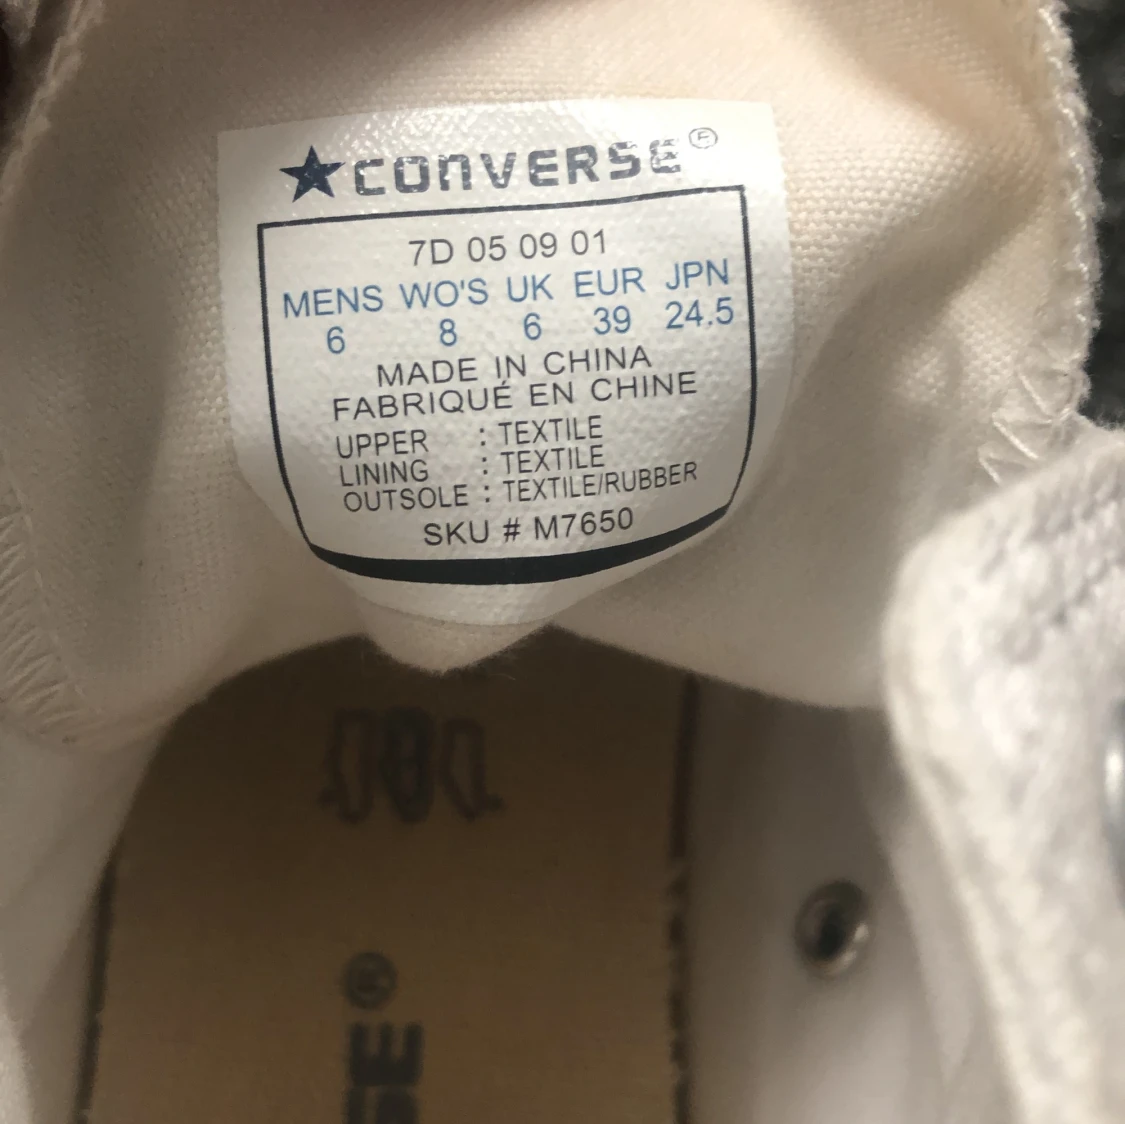 ★CONVERSE®
7D 05 09 01
MENS WO'S UK EUR JPN
6 8 6 39 24.5
MADE IN CHINA
FABRIQUÉ EN CHINE
UPPER : TEXTILE
LINING : TEXTILE
OUTSOLE : TEXTILE/RUBBER
SKU # M7650